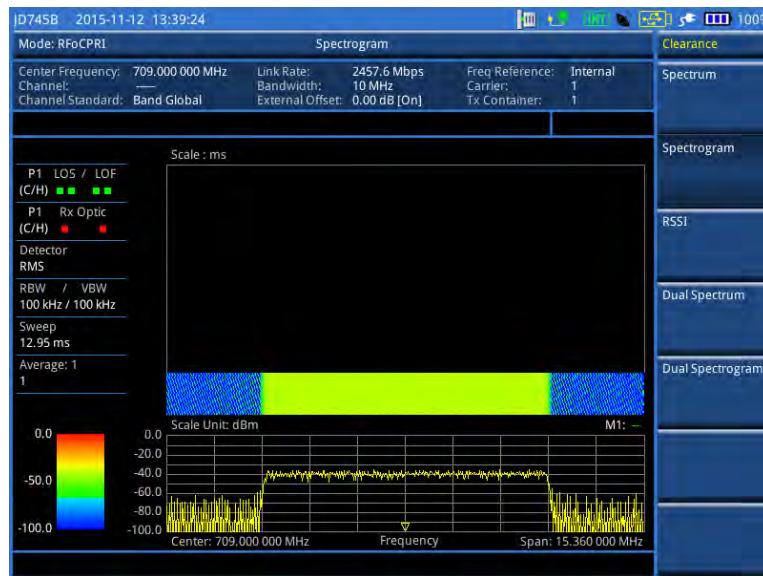 JD745B 2015-11-12 13:39:24 100%
Mode: RFoCPRI Spectrogram Clearance
Center Frequency: 709.000 000 MHz Link Rate: 2457.6 Mbps Freq Reference: Internal
Channel: ---- Bandwidth: 10 MHz Carrier: 1
Channel Standard: Band Global External Offset: 0.00 dB [On] Tx Container: 1
Spectrum
Spectrogram
RSSI
Dual Spectrum
Dual Spectrogram
Scale : ms
P1 LOS / LOF
(C/H)
P1 Rx Optic
(C/H)
Detector
RMS
RBW / VBW
100 kHz / 100 kHz
Sweep
12.95 ms
Average: 1
1
0.0
-50.0
-100.0
Scale Unit: dBm M1: --
0.0
-20.0
-40.0
-60.0
-80.0
-100.0
Center: 709,000 000 MHz Frequency Span: 15.360 000 MHz